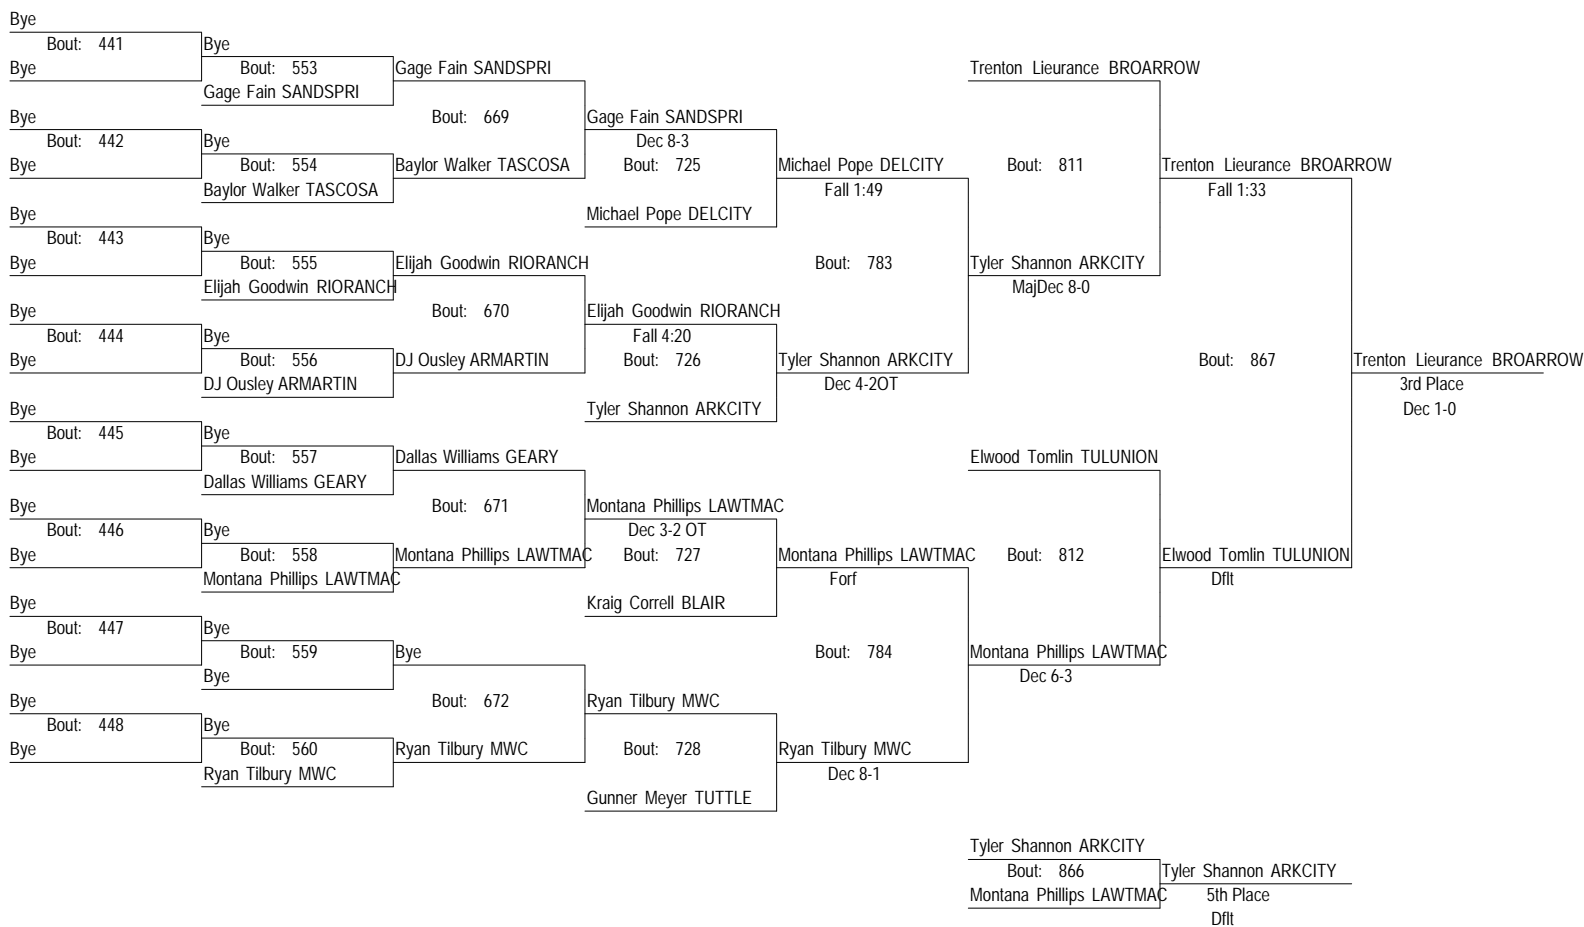 Bye
Bout: 441
Bye
Bye
Bout: 442
Bye
Bye
Bout: 443
Bye
Bye
Bout: 444
Bye
Bye
Bout: 445
Bye
Bye
Bout: 446
Bye
Bye
Bout: 447
Bye
Bye
Bout: 448
Bye
Bye
Bout: 553
Gage Fain SANDSPRI
Bye
Bout: 554
Baylor Walker TASCOSA
Bye
Bout: 555
Elijah Goodwin RIORANCH
Bye
Bout: 556
DJ Ousley ARMARTIN
Bye
Bout: 557
Dallas Williams GEARY
Bye
Bout: 558
Montana Phillips LAWTMAC
Bye
Bout: 559
Bye
Bye
Bout: 560
Ryan Tilbury MWC
Gage Fain SANDSPRI
Bout: 669
Baylor Walker TASCOSA
Elijah Goodwin RIORANCH
Bout: 670
DJ Ousley ARMARTIN
Dallas Williams GEARY
Bout: 671
Montana Phillips LAWTMAC
Bye
Bout: 672
Ryan Tilbury MWC
Gage Fain SANDSPRI
Dec 8-3
Bout: 725
Michael Pope DELCITY
Elijah Goodwin RIORANCH
Fall 4:20
Bout: 726
Tyler Shannon ARKCITY
Montana Phillips LAWTMAC
Dec 3-2 OT
Bout: 727
Kraig Correll BLAIR
Ryan Tilbury MWC
Bout: 728
Gunner Meyer TUTTLE
Michael Pope DELCITY
Fall 1:49
Bout: 783
Tyler Shannon ARKCITY
Dec 4-2OT
Montana Phillips LAWTMAC
Forf
Bout: 784
Ryan Tilbury MWC
Dec 8-1
Trenton Lieurance BROARROW
Bout: 811
Tyler Shannon ARKCITY
MajDec 8-0
Elwood Tomlin TULUNION
Bout: 812
Montana Phillips LAWTMAC
Dec 6-3
Trenton Lieurance BROARROW
Fall 1:33
Bout: 867
Elwood Tomlin TULUNION
Dflt
Trenton Lieurance BROARROW
3rd Place
Dec 1-0
Tyler Shannon ARKCITY
Bout: 866
Montana Phillips LAWTMAC
Tyler Shannon ARKCITY
5th Place
Dflt